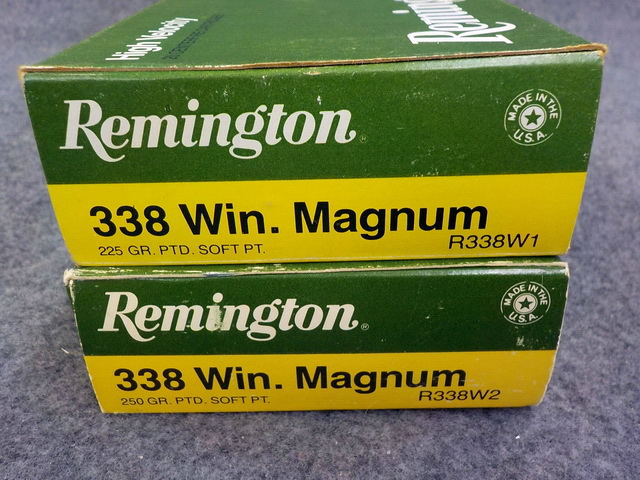 High Velocity
Remington
Remington®
MADE IN THE
U.S.A.
338 Win. Magnum
225 GR. PTD. SOFT PT.
R338W1
Remington®
MADE IN THE
U.S.A.
338 Win. Magnum
250 GR. PTD. SOFT PT.
R338W2